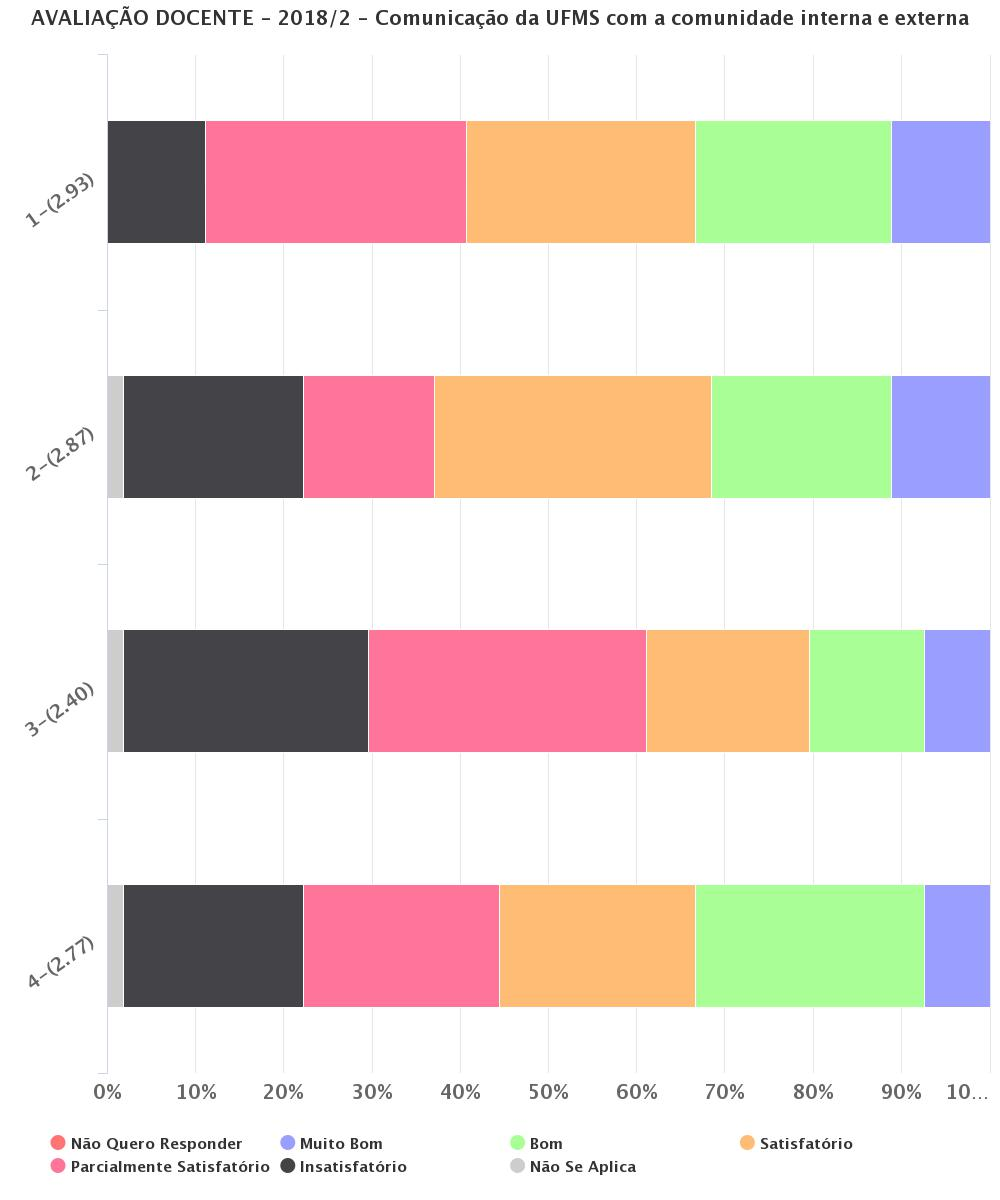 AVALIAÇÃO DOCENTE - 2018/2 - Comunicação da UFMS com a comunidade interna e externa
1-(2.93)
2-(2.87)
3-(2.40)
4-(2.77)
0% 10% 20% 30% 40% 50% 60% 70% 80% 90% 10...
Não Quero Responder Muito Bom Bom Satisfatório
Parcialmente Satisfatório Insatisfatório Não Se Aplica